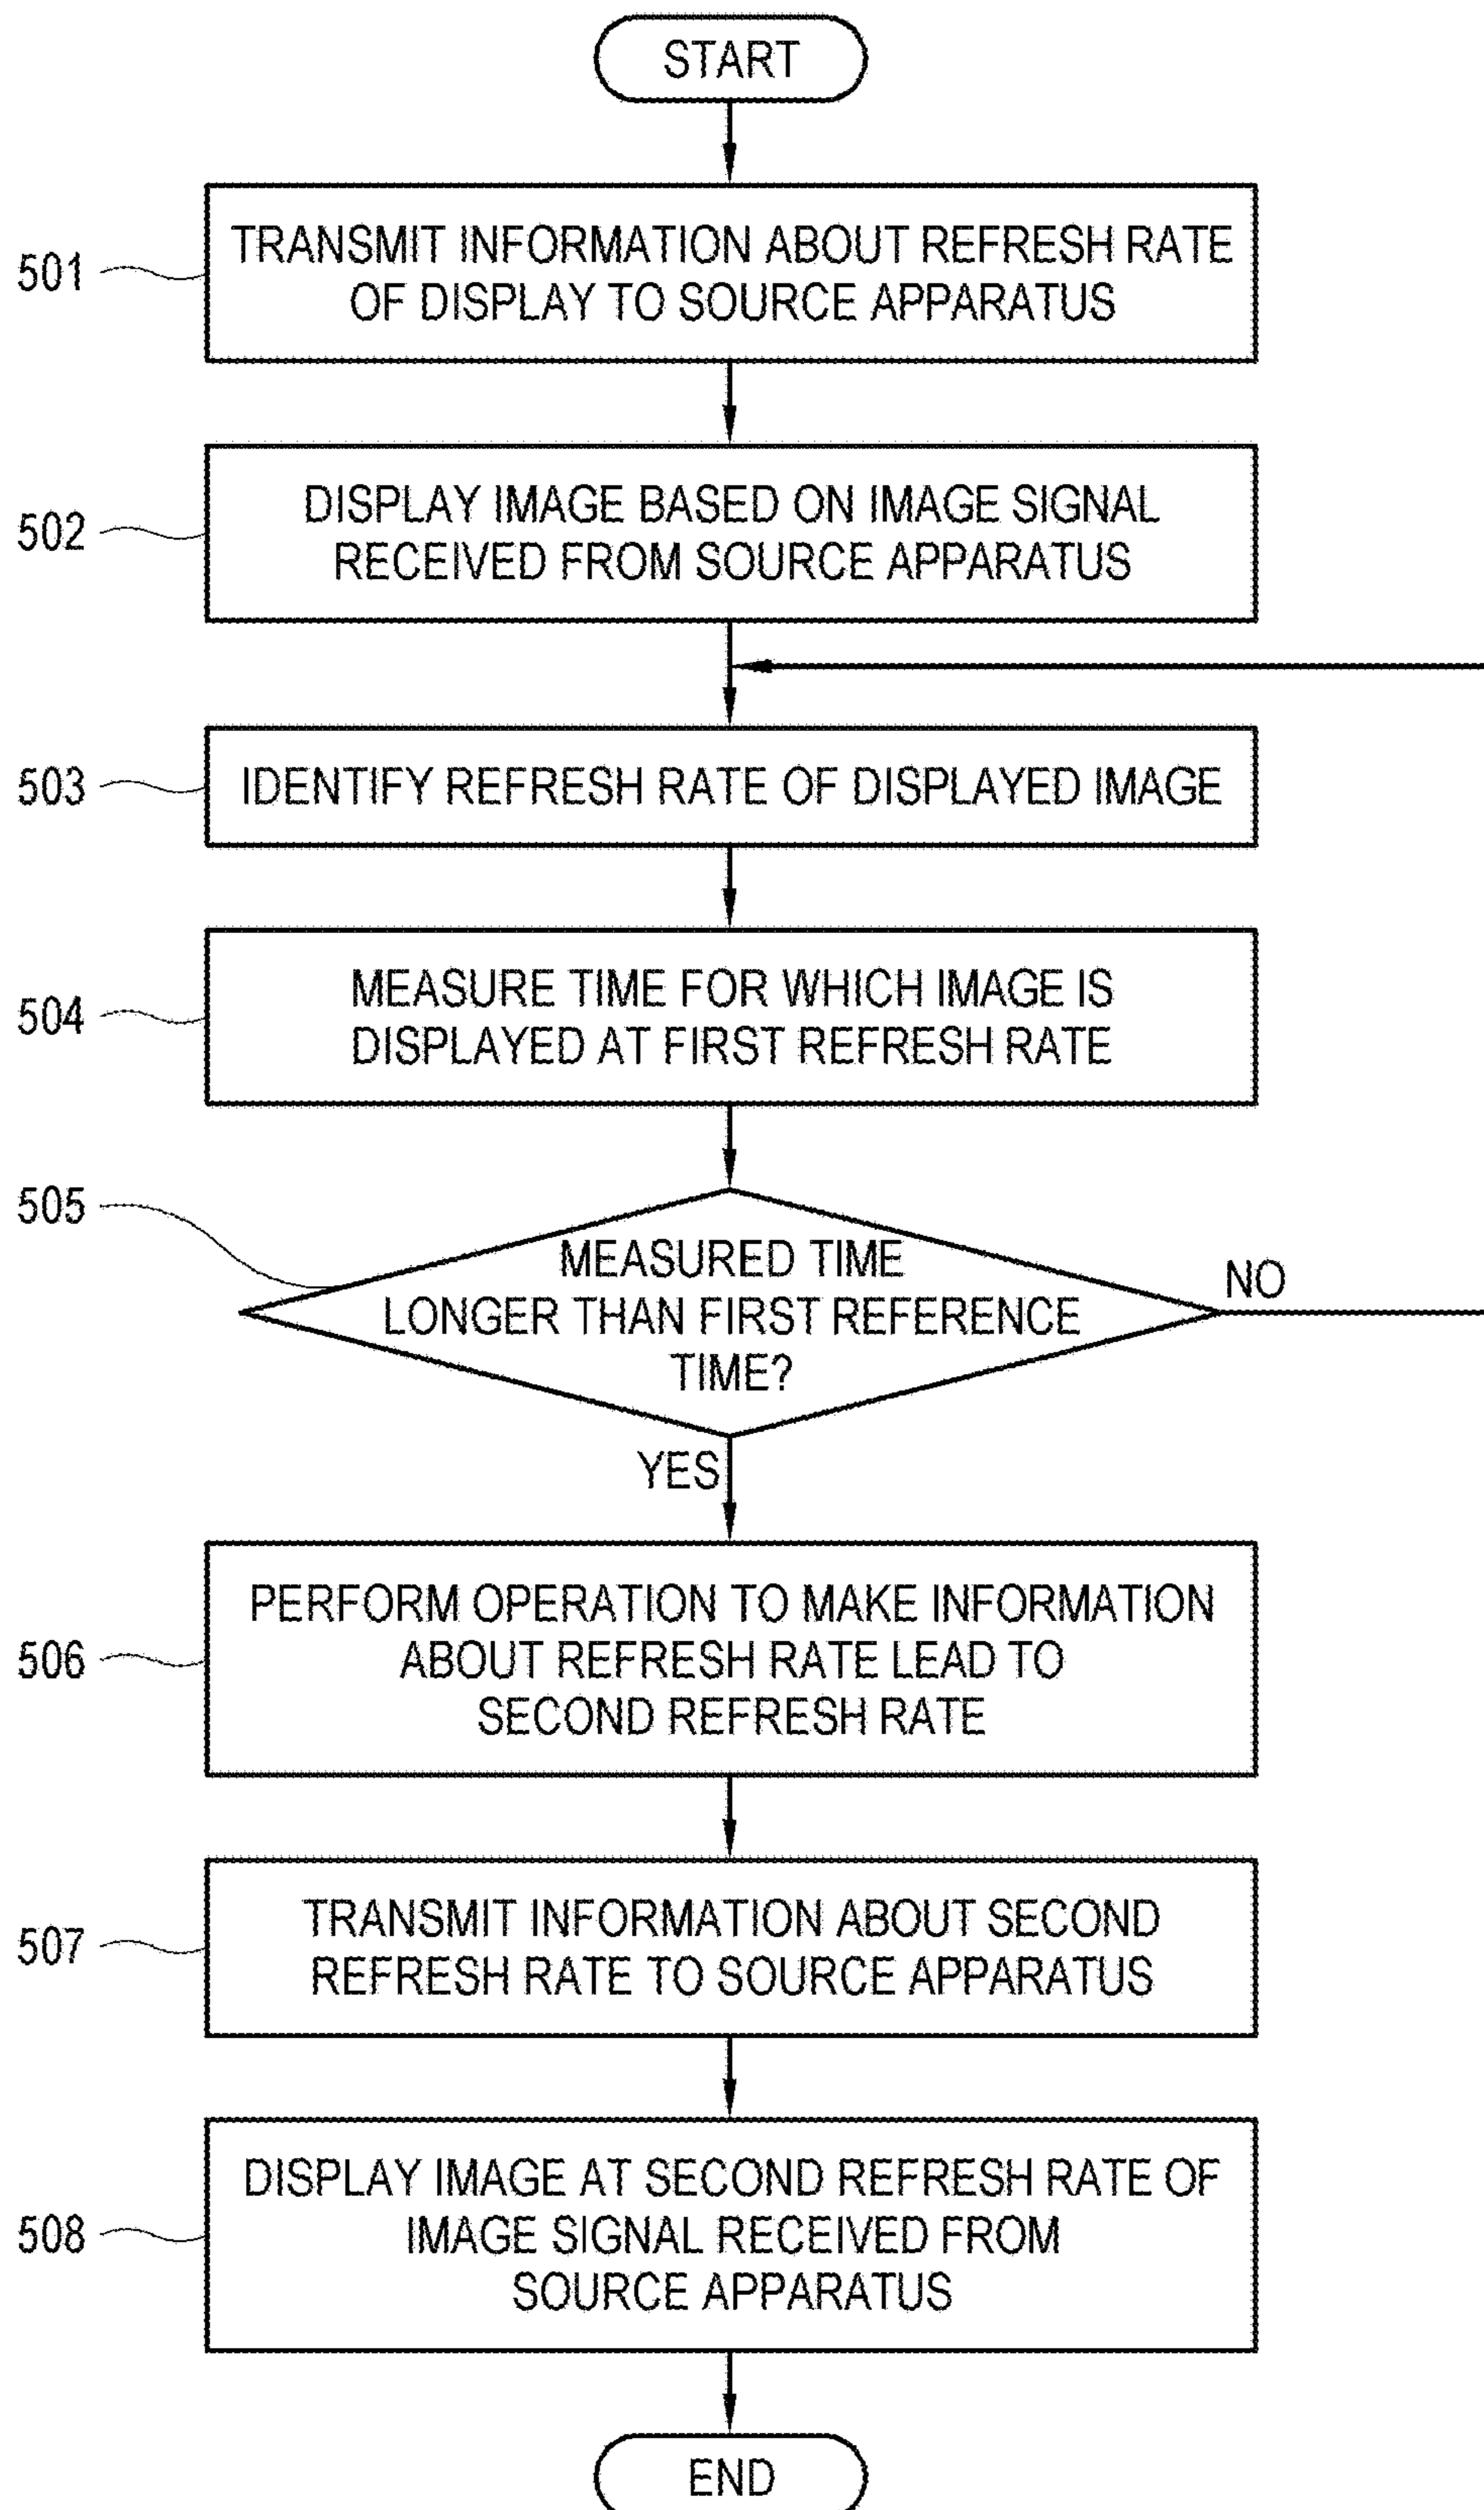 START
501
TRANSMIT INFORMATION ABOUT REFRESH RATE
OF DISPLAY TO SOURCE APPARATUS
502
DISPLAY IMAGE BASED ON IMAGE SIGNAL
RECEIVED FROM SOURCE APPARATUS
503
IDENTIFY REFRESH RATE OF DISPLAYED IMAGE
504
MEASURE TIME FOR WHICH IMAGE IS
DISPLAYED AT FIRST REFRESH RATE
505
MEASURED TIME
LONGER THAN FIRST REFERENCE
TIME?
NO
YES
506
PERFORM OPERATION TO MAKE INFORMATION
ABOUT REFRESH RATE LEAD TO
SECOND REFRESH RATE
507
TRANSMIT INFORMATION ABOUT SECOND
REFRESH RATE TO SOURCE APPARATUS
508
DISPLAY IMAGE AT SECOND REFRESH RATE OF
IMAGE SIGNAL RECEIVED FROM
SOURCE APPARATUS
END